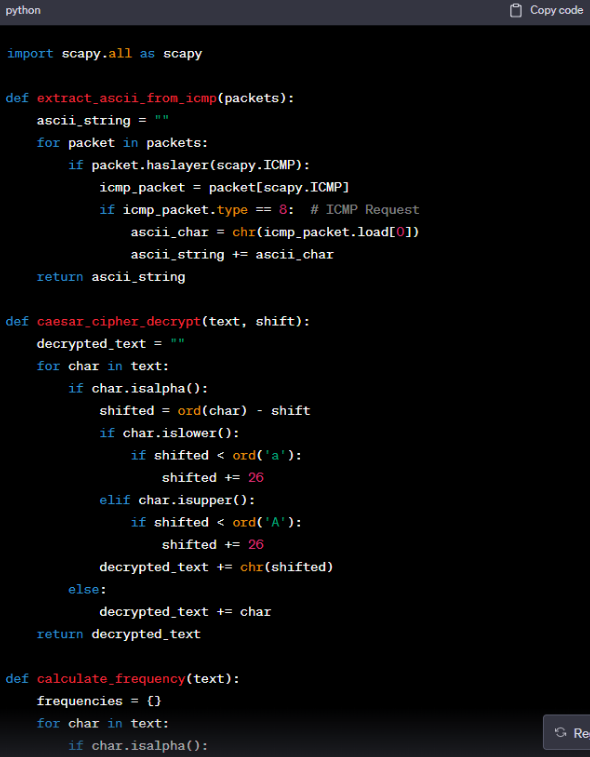 python
Copy code
import scapy.all as scapy
def extract_ascii_from_icmp(packets):
    ascii_string = ""
    for packet in packets:
        if packet.haslayer(scapy.ICMP):
            icmp_packet = packet[scapy.ICMP]
            if icmp_packet.type == 8:  # ICMP Request
                ascii_char = chr(icmp_packet.load[0])
                ascii_string += ascii_char
    return ascii_string
def caesar_cipher_decrypt(text, shift):
    decrypted_text = ""
    for char in text:
        if char.isalpha():
            shifted = ord(char) - shift
            if char.islower():
                if shifted < ord('a'):
                    shifted += 26
            elif char.isupper():
                if shifted < ord('A'):
                    shifted += 26
            decrypted_text += chr(shifted)
        else:
            decrypted_text += char
    return decrypted_text
def calculate_frequency(text):
    frequencies = {}
    for char in text:
        if char.isalpha():